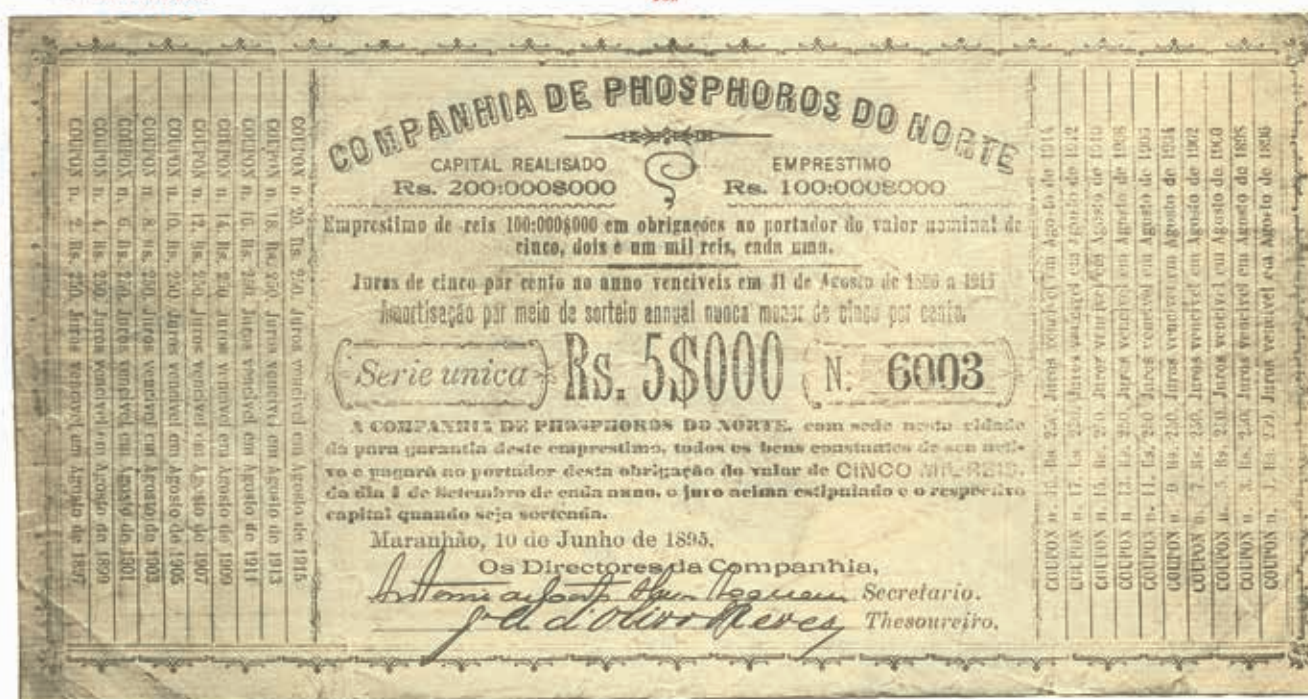 COMPANHIA DE PHOSPHOROS DO NORTE
CAPITAL REALISADO
Rs. 200:000$000
EMPRESTIMO
Rs. 100:000$000
Emprestimo de reis 100:000$000 em obrigações ao portador do valor nominal de
cinco, dois e um mil reis, cada uma.
Juros de cinco por cento ao anno venciveis em 31 de Agosto de 1896 a 1915
Amortisação por meio de sorteio annual nunca menor de cinco por cento.
Serie unica Rs. 5$000 N. 6003
A COMPANHIA DE PHOSPHOROS DO NORTE, com sede nesta cidade
da para garantia deste emprestimo, todos os bens constantes de seu acti-
vo e pagará ao portador desta obrigação do valor de CINCO MIL REIS,
da dia 1 de Setembro de cada anno, o juro acima estipulado e o respectivo
capital quando seja sorteada.
Maranhão, 10 de Junho de 1895.
Os Directores da Companhia,
Secretario.
Thesoureiro.
COUPON n. 20. Rs. 250. Juros vencivel em Agosto de 1915
COUPON n. 18. Rs. 250. Juros vencivel em Agosto de 1913
COUPON n. 16. Rs. 250. Juros vencivel em Agosto de 1911
COUPON n. 14. Rs. 250. Juros vencivel em Agosto de 1909
COUPON n. 12. Rs. 250. Juros vencivel em Agosto de 1907
COUPON n. 10. Rs. 250. Juros vencivel em Agosto de 1905
COUPON n. 8. Rs. 250. Juros vencivel em Agosto de 1903
COUPON n. 6. Rs. 250. Juros vencivel em Agosto de 1901
COUPON n. 4. Rs. 250. Juros vencivel em Agosto de 1899
COUPON n. 2. Rs. 250. Juros vencivel em Agosto de 1897
COUPON n. Rs. 250. Juros vencivel em Agosto de 1914
COUPON n. 17. Rs. 250. Juros vencivel em Agosto de 1912
COUPON n. 15. Rs. 250. Juros vencivel em Agosto de 1910
COUPON n. 13. Rs. 250. Juros vencivel em Agosto de 1908
COUPON n. 11. Rs. 250. Juros vencivel em Agosto de 1906
COUPON n. 9. Rs. 250. Juros vencivel em Agosto de 1904
COUPON n. 7. Rs. 250. Juros vencivel em Agosto de 1902
COUPON n. 5. Rs. 250. Juros vencivel em Agosto de 1900
COUPON n. 3. Rs. 250. Juros vencivel em Agosto de 1898
COUPON n. 1. Rs. 250. Juros vencivel em Agosto de 1896